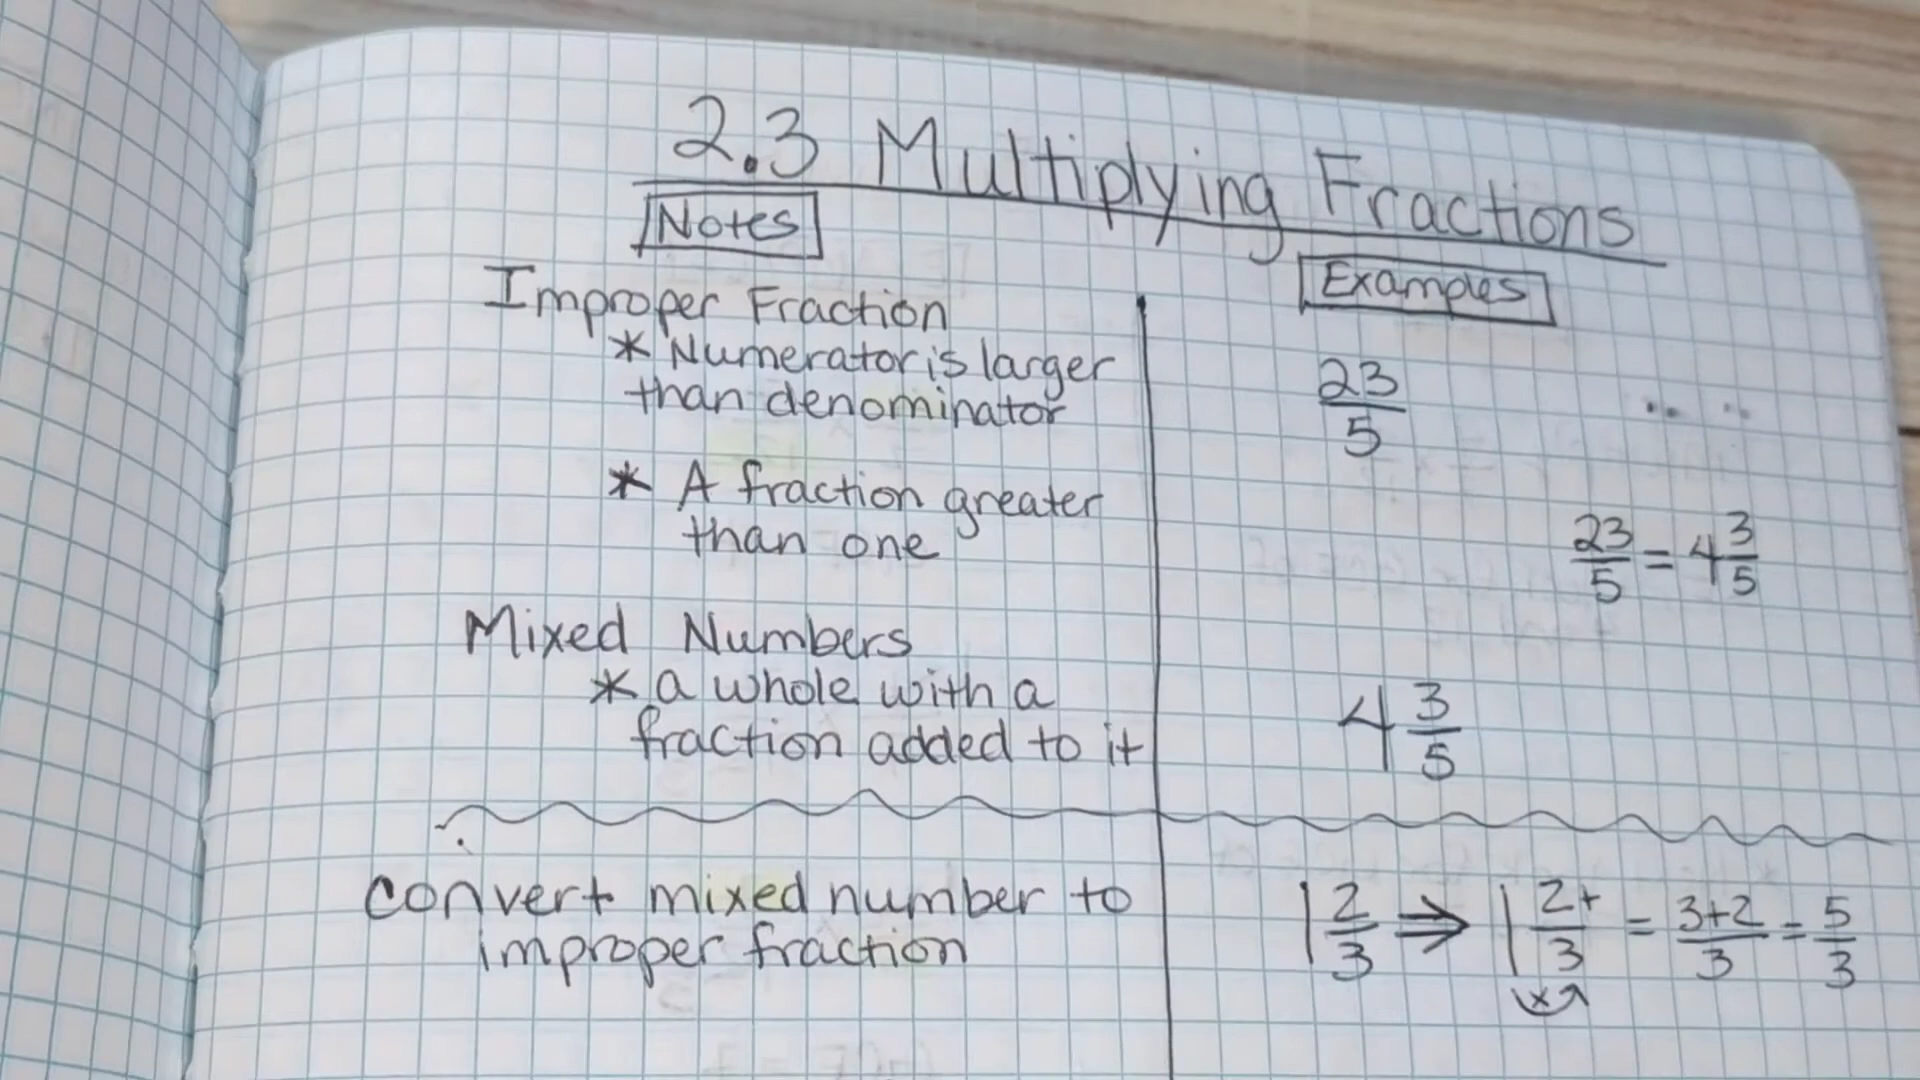 2.3 Multiplying Fractions
Notes
Examples
Improper Fraction
* Numerator is larger
than denominator
23/5
* A fraction greater
than one
23/5 = 4 3/5
Mixed Numbers
* a whole with a
fraction added to it
4 3/5
convert mixed number to
improper fraction
1 2/3 ⇒ 1 2+/3 = 3+2/3 = 5/3
x